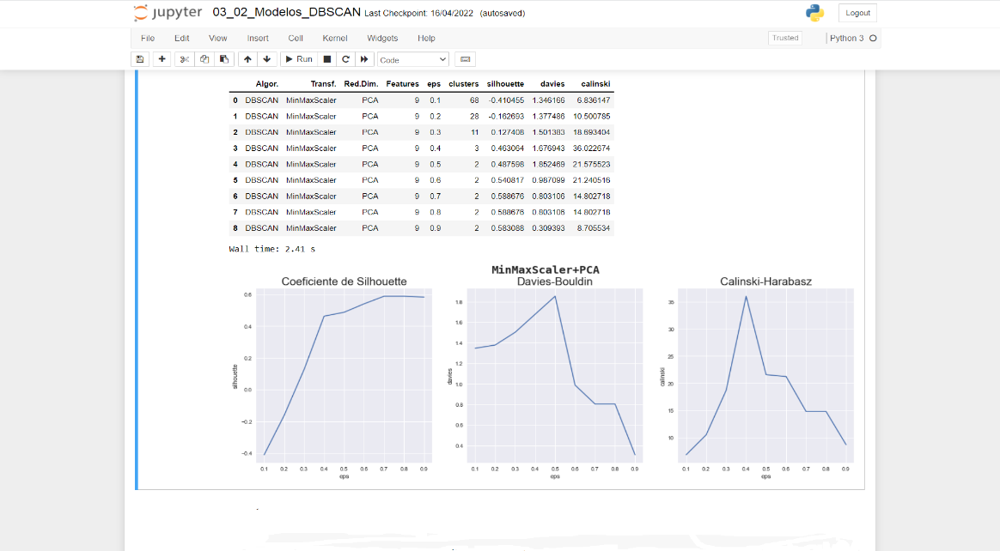 jupyter 03_02_Modelos_DBSCAN Last Checkpoint: 16/04/2022 (autosaved) Logout
File Edit View Insert Cell Kernel Widgets Help Trusted Python 3
Run Code
Algor. Transf. Red.Dim. Features eps clusters silhouette davies calinski
0 DBSCAN MinMaxScaler PCA 9 0.1 68 -0.410455 1.346166 6.836147
1 DBSCAN MinMaxScaler PCA 9 0.2 28 -0.162693 1.377486 10.500785
2 DBSCAN MinMaxScaler PCA 9 0.3 11 0.127408 1.501383 18.693404
3 DBSCAN MinMaxScaler PCA 9 0.4 3 0.463064 1.676943 36.022674
4 DBSCAN MinMaxScaler PCA 9 0.5 2 0.487598 1.852469 21.575523
5 DBSCAN MinMaxScaler PCA 9 0.6 2 0.540817 0.987099 21.240516
6 DBSCAN MinMaxScaler PCA 9 0.7 2 0.588676 0.803106 14.802718
7 DBSCAN MinMaxScaler PCA 9 0.8 2 0.588676 0.803106 14.802718
8 DBSCAN MinMaxScaler PCA 9 0.9 2 0.583088 0.309393 8.705534
Wall time: 2.41 s
MinMaxScaler+PCA
Coeficiente de Silhouette
0.6
0.4
0.2
0.0
−0.2
−0.4
silhouette
0.1 0.2 0.3 0.4 0.5 0.6 0.7 0.8 0.9
eps
Davies-Bouldin
1.8
1.6
1.4
1.2
1.0
0.8
0.6
0.4
davies
0.1 0.2 0.3 0.4 0.5 0.6 0.7 0.8 0.9
eps
Calinski-Harabasz
35
30
25
20
15
10
calinski
0.1 0.2 0.3 0.4 0.5 0.6 0.7 0.8 0.9
eps